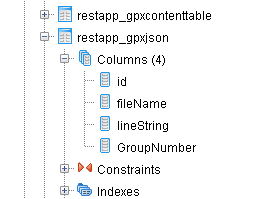 restapp_gpxcontenttable
restapp_gpxjson
Columns (4)
id
fileName
lineString
GroupNumber
Constraints
Indexes